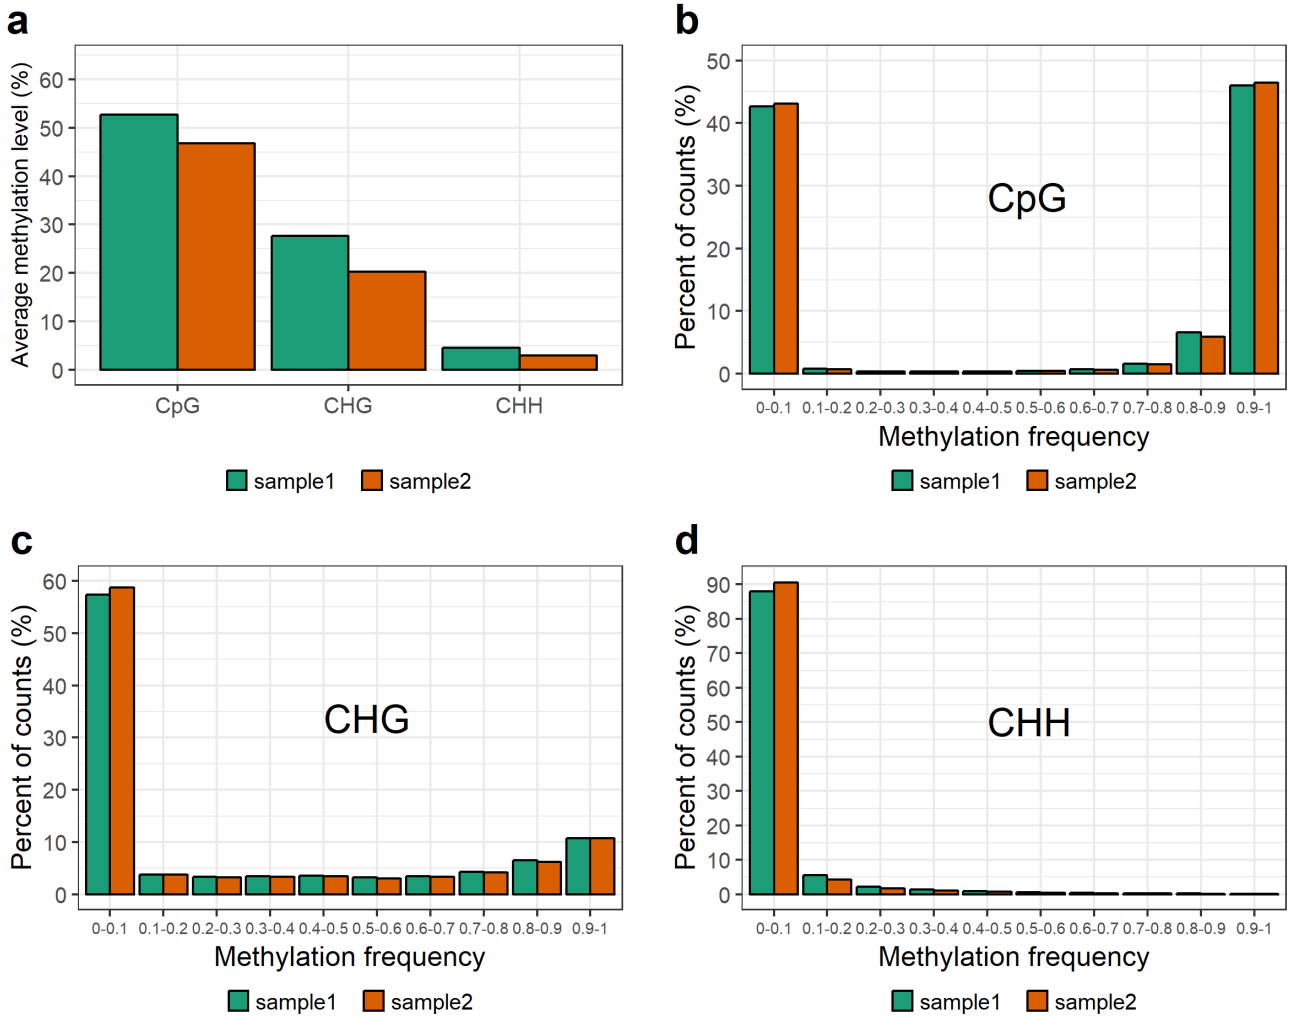 a
Average methylation level (%)
60
50
40
30
20
10
0
CpG CHG CHH
sample1 sample2
b
Percent of counts (%)
50
40
30
20
10
0
CpG
0-0.1 0.1-0.2 0.2-0.3 0.3-0.4 0.4-0.5 0.5-0.6 0.6-0.7 0.7-0.8 0.8-0.9 0.9-1
Methylation frequency
sample1 sample2
c
Percent of counts (%)
60
50
40
30
20
10
0
CHG
0-0.1 0.1-0.2 0.2-0.3 0.3-0.4 0.4-0.5 0.5-0.6 0.6-0.7 0.7-0.8 0.8-0.9 0.9-1
Methylation frequency
sample1 sample2
d
Percent of counts (%)
90
80
70
60
50
40
30
20
10
0
CHH
0-0.1 0.1-0.2 0.2-0.3 0.3-0.4 0.4-0.5 0.5-0.6 0.6-0.7 0.7-0.8 0.8-0.9 0.9-1
Methylation frequency
sample1 sample2